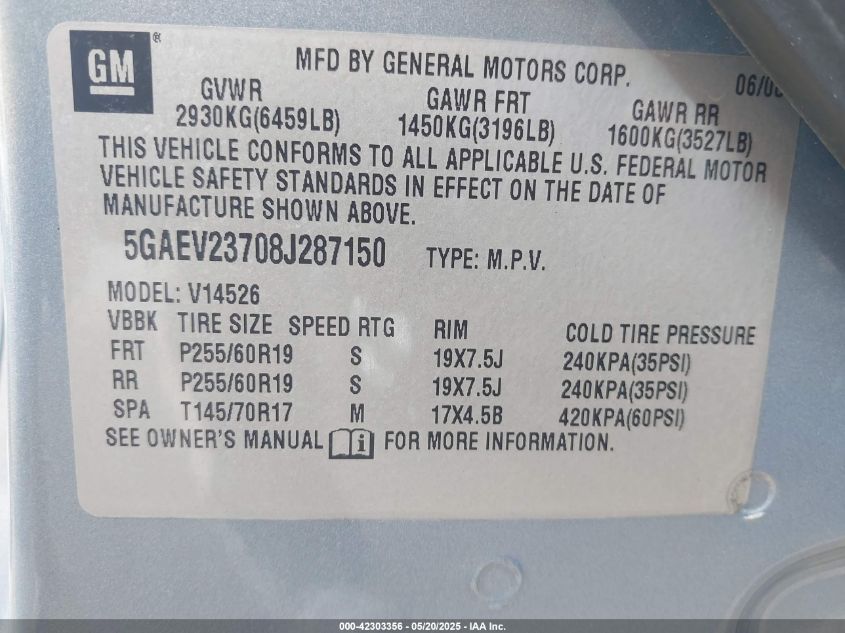 GM ®
MFD BY GENERAL MOTORS CORP.
GVWR GAWR FRT GAWR RR
2930KG(6459LB) 1450KG(3196LB) 1600KG(3527LB)
THIS VEHICLE CONFORMS TO ALL APPLICABLE U.S. FEDERAL MOTOR
VEHICLE SAFETY STANDARDS IN EFFECT ON THE DATE OF
MANUFACTURE SHOWN ABOVE.
5GAEV23708J287150 TYPE: M.P.V.
MODEL: V14526
VBBK TIRE SIZE SPEED RTG RIM COLD TIRE PRESSURE
FRT P255/60R19 S 19X7.5J 240KPA(35PSI)
RR P255/60R19 S 19X7.5J 240KPA(35PSI)
SPA T145/70R17 M 17X4.5B 420KPA(60PSI)
SEE OWNER'S MANUAL i FOR MORE INFORMATION.
000-42303356 - 05/20/2025 - IAA Inc.